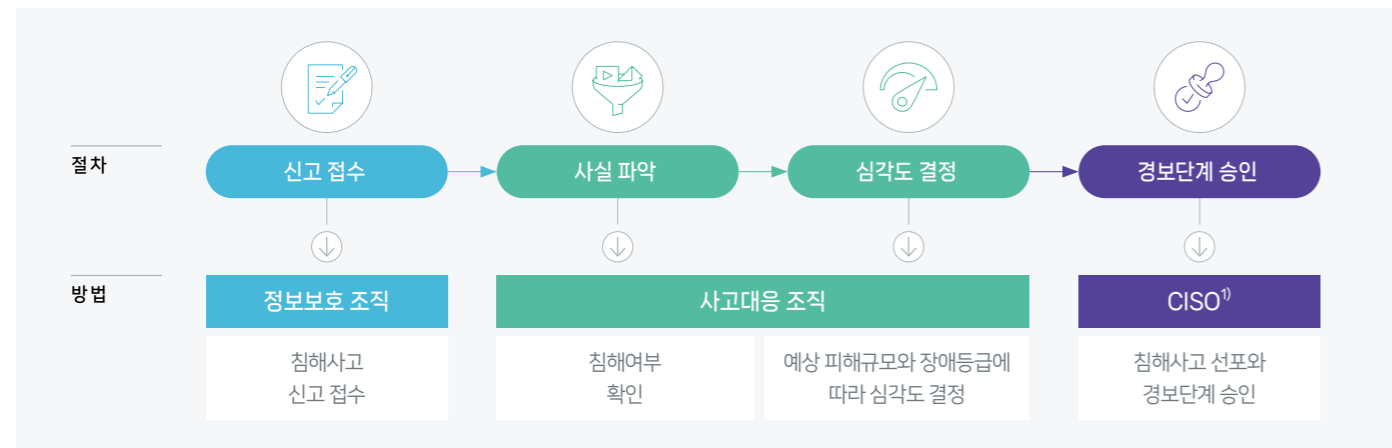 절차
신고 접수
사실 파악
심각도 결정
경보단계 승인
방법
정보보호 조직
사고대응 조직
CISO1)
침해사고
신고 접수
침해여부
확인
예상 피해규모와 장애등급에
따라 심각도 결정
침해사고 선포와
경보단계 승인